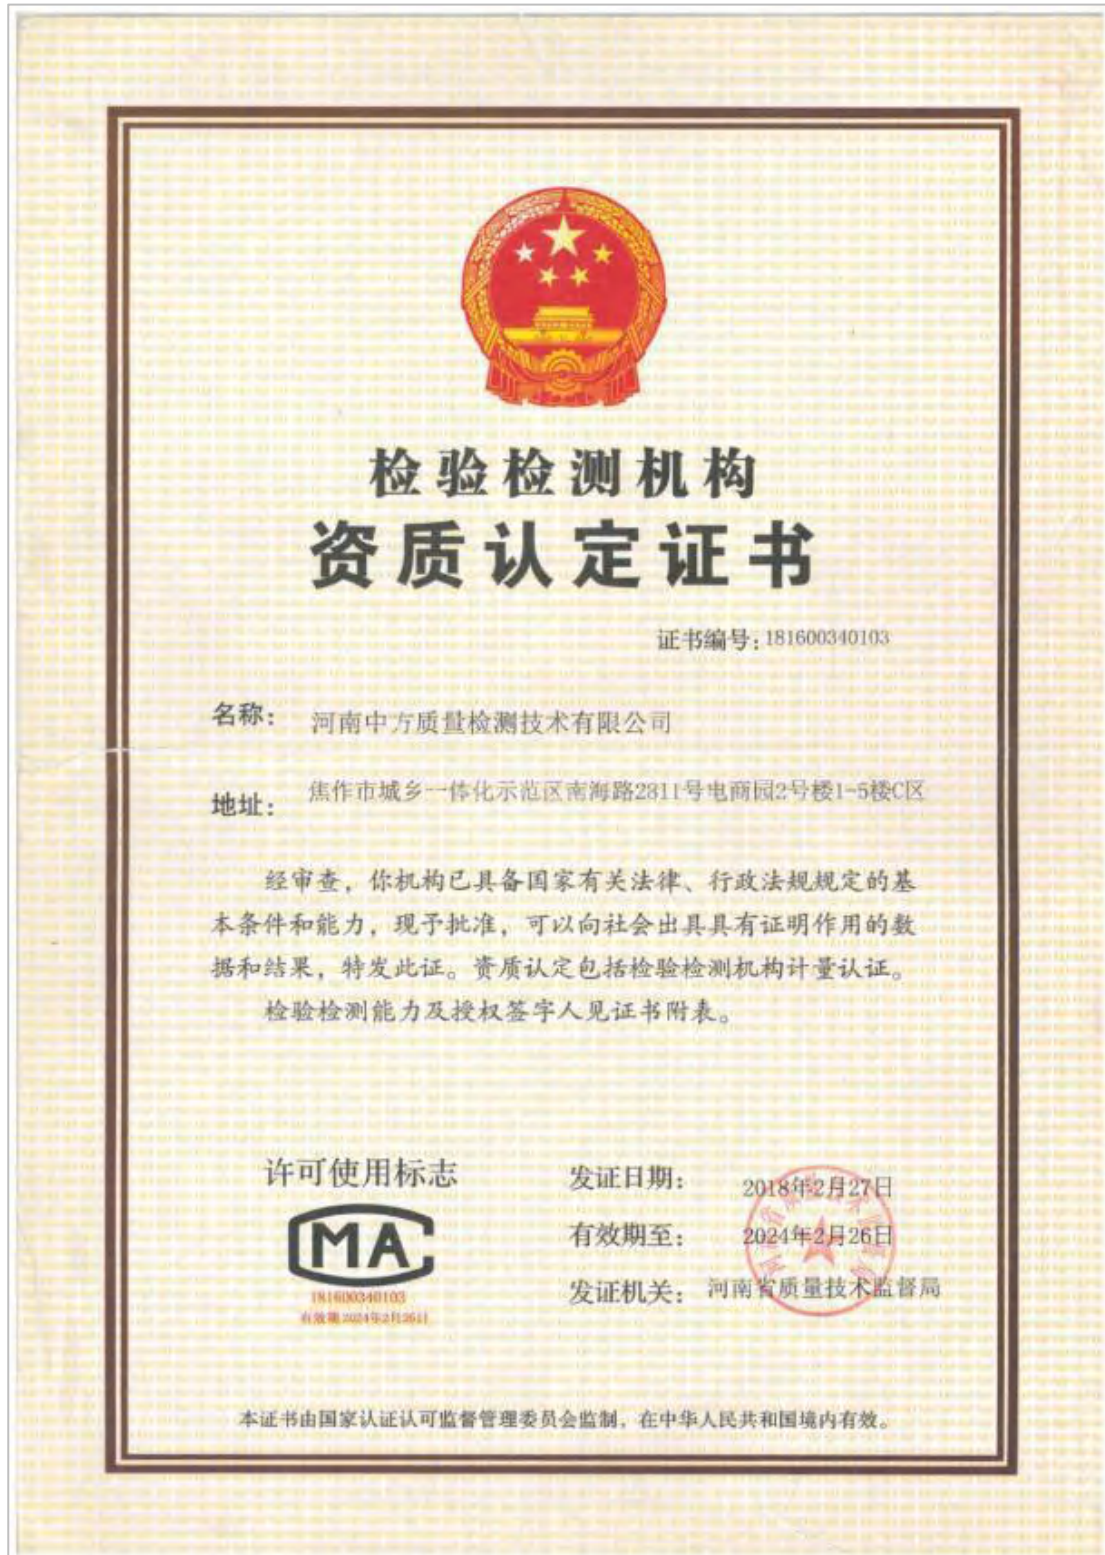 检验检测机构
资质认定证书
证书编号:181600340103
名称: 河南中方质量检测技术有限公司
地址: 焦作市城乡一体化示范区南海路2811号电商园2号楼1-5楼C区
经审查,你机构已具备国家有关法律、行政法规规定的基
本条件和能力,现予批准,可以向社会出具具有证明作用的数
据和结果,特发此证。资质认定包括检验检测机构计量认证。
检验检测能力及授权签字人见证书附表。
许可使用标志
MA
181600340103
有效期2024年2月26日
发证日期: 2018年2月27日
有效期至: 2024年2月26日
发证机关: 河南省质量技术监督局
本证书由国家认证认可监督管理委员会监制,在中华人民共和国境内有效。